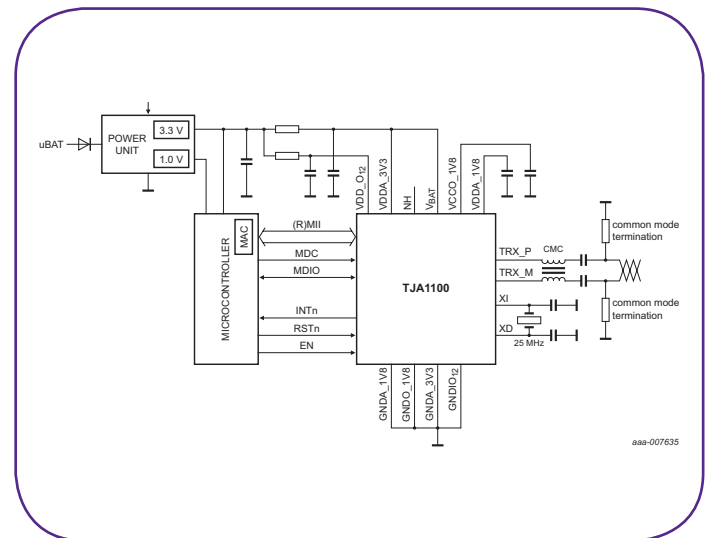 uBAT
POWER
UNIT
3.3 V
1.0 V
VDD_O12
VDDA_3V3
NH
VBAT
VCCO_1V8
VDDA_1V8
MICROCONTROLLER
MAC
(R)MII
MDC
MDIO
INTn
RSTn
EN
TJA1100
TRX_P
CMC
TRX_M
XI
XD
25 MHz
common mode
termination
common mode
termination
GNDA_1V8
GNDO_1V8
GNDA_3V3
GNDIO12
aaa-007635